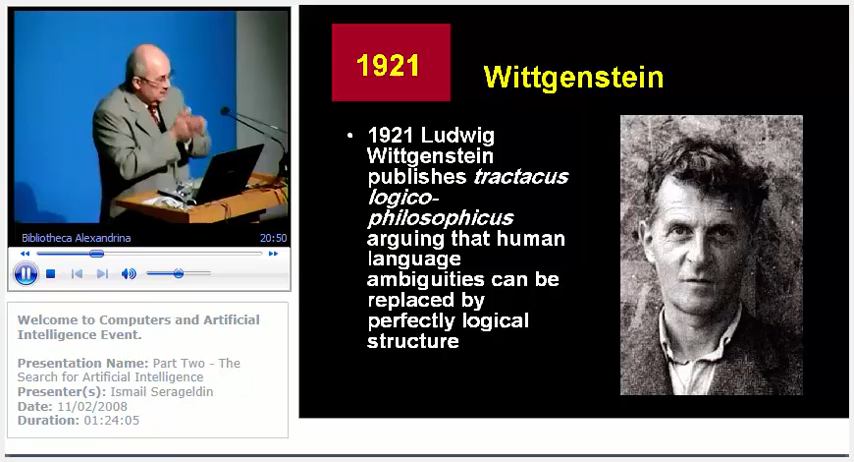 Bibliotheca Alexandrina 20:50
Welcome to Computers and Artificial
Intelligence Event.
Presentation Name: Part Two - The
Search for Artificial Intelligence
Presenter(s): Ismail Serageldin
Date: 11/02/2008
Duration: 01:24:05
1921
Wittgenstein
• 1921 Ludwig
Wittgenstein
publishes tractacus
logico-
philosophicus
arguing that human
language
ambiguities can be
replaced by
perfectly logical
structure